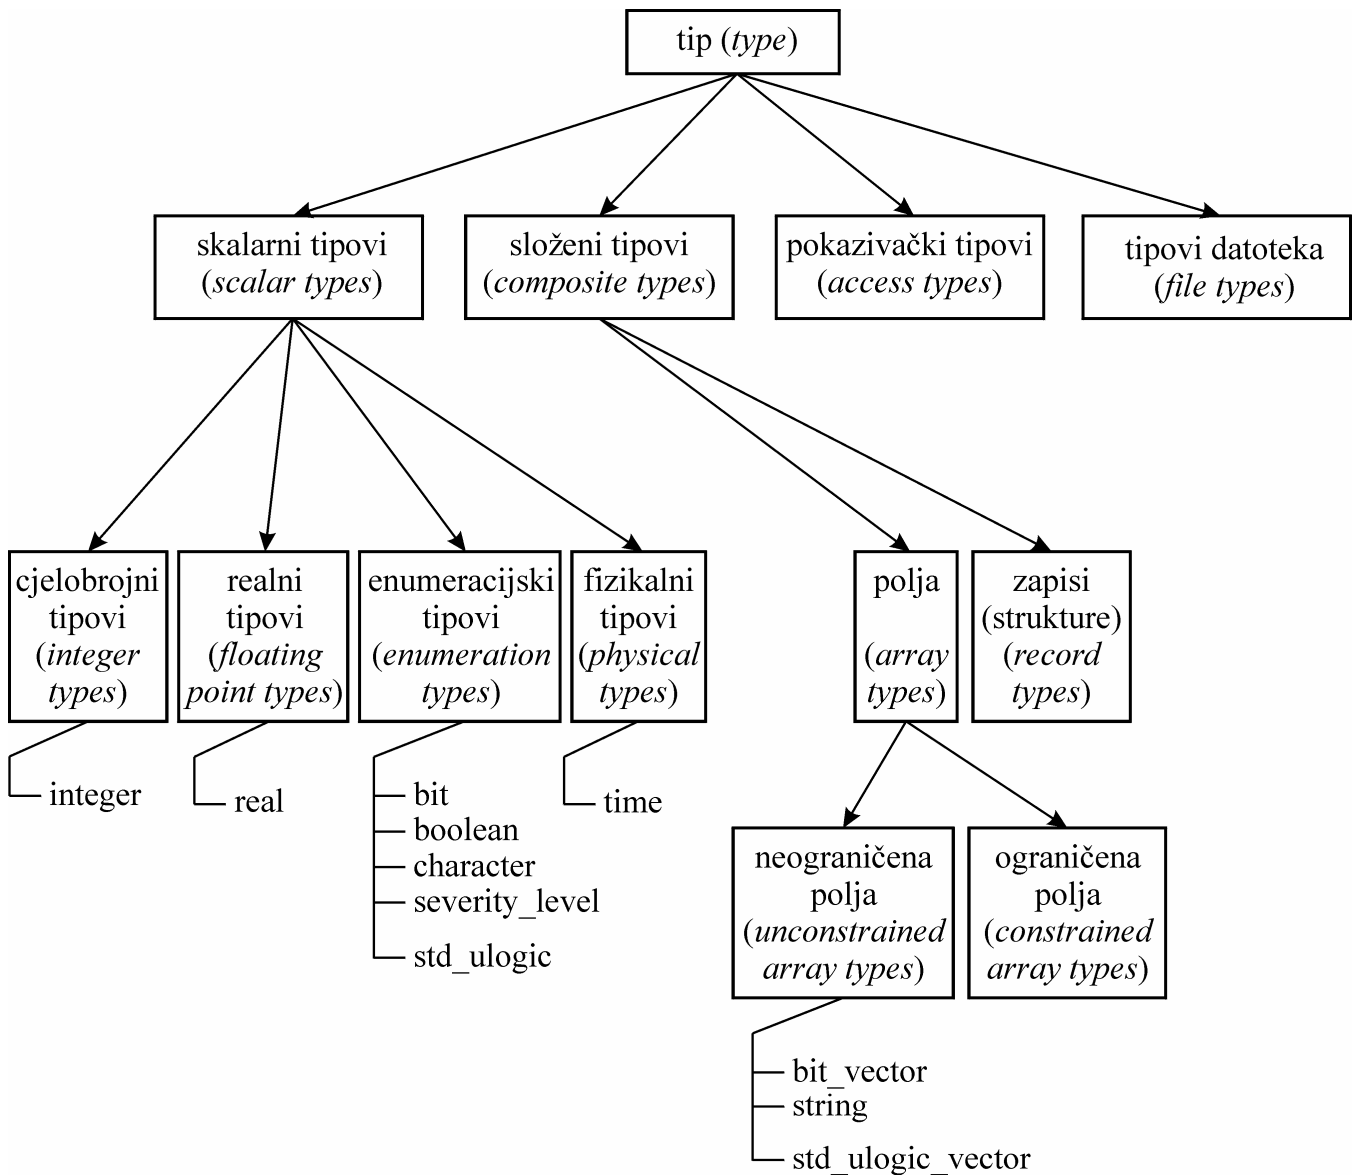 tip (type)
skalarni tipovi
(scalar types)
složeni tipovi
(composite types)
pokazivački tipovi
(access types)
tipovi datoteka
(file types)
cjelobrojni
tipovi
(integer
types)
realni
tipovi
(floating
point types)
enumeracijski
tipovi
(enumeration
types)
fizikalni
tipovi
(physical
types)
polja
(array
types)
zapisi
(strukture)
(record
types)
integer
real
bit
boolean
character
severity_level
std_ulogic
time
neograničena
polja
(unconstrained
array types)
ograničena
polja
(constrained
array types)
bit_vector
string
std_ulogic_vector